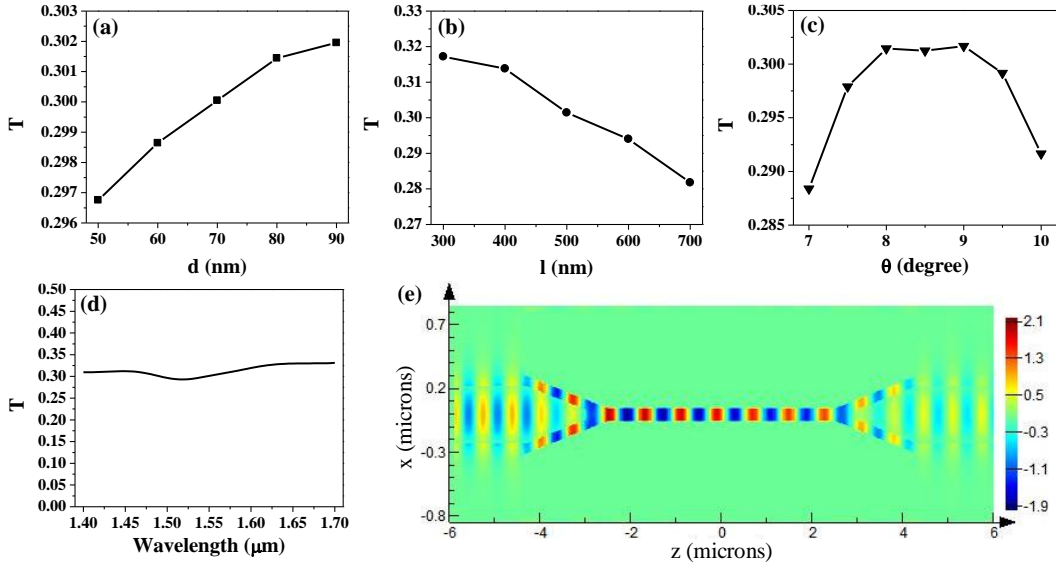 (a)
0.303
0.302
0.301
0.300
0.299
0.298
0.297
0.296
T
50 60 70 80 90
d (nm)
(b)
0.33
0.32
0.31
0.30
0.29
0.28
0.27
T
300 400 500 600 700
l (nm)
(c)
0.305
0.300
0.295
0.290
0.285
T
7 8 9 10
θ (degree)
(d)
0.50
0.45
0.40
0.35
0.30
0.25
0.20
0.15
0.10
0.05
0.00
T
1.40 1.45 1.50 1.55 1.60 1.65 1.70
Wavelength (μm)
(e)
x (microns)
0.7
0.2
-0.3
-0.8
-6 -4 -2 0 2 4 6
z (microns)
2.1
1.3
0.5
-0.3
-1.1
-1.9